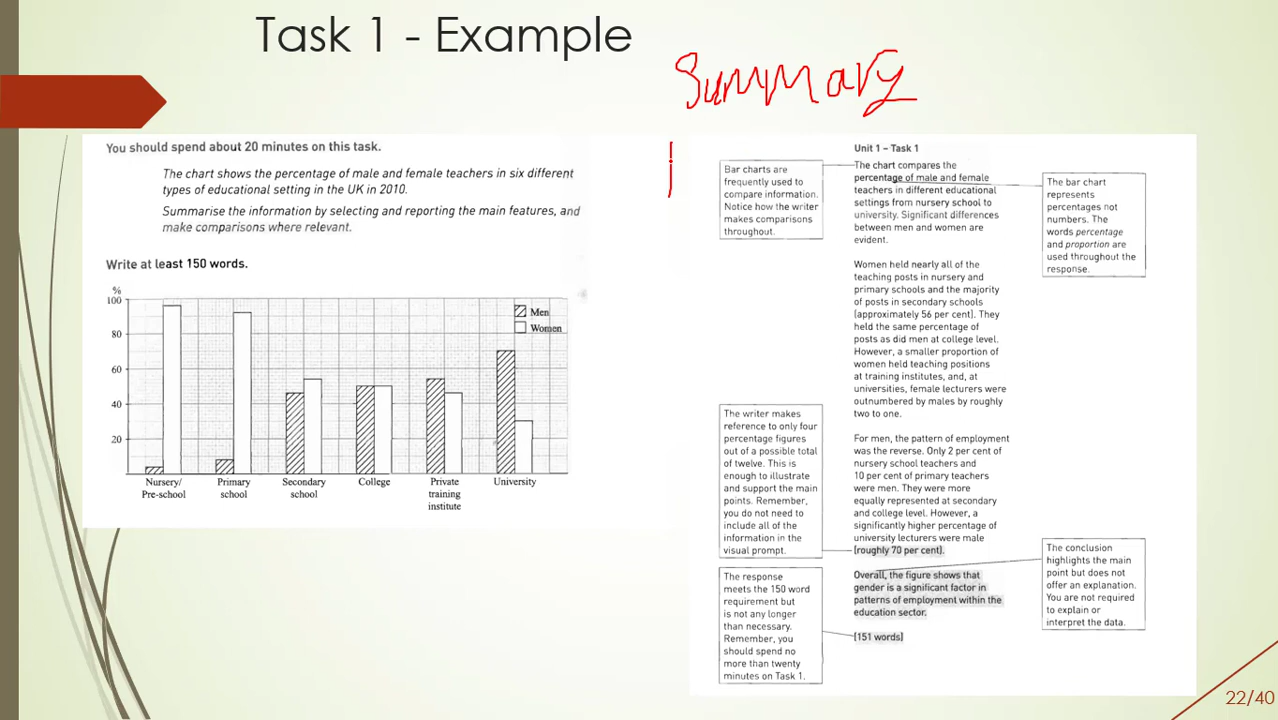 Task 1 - Example
Summary
You should spend about 20 minutes on this task.
The chart shows the percentage of male and female teachers in six different
types of educational setting in the UK in 2010.
Summarise the information by selecting and reporting the main features, and
make comparisons where relevant.
Write at least 150 words.
%
100
80
60
40
20
Men
Women
Nursery/
Pre-school
Primary
school
Secondary
school
College
Private
training
institute
University
Bar charts are
frequently used to
compare information.
Notice how the writer
makes comparisons
throughout.
The writer makes
reference to only four
percentage figures
out of a possible total
of twelve. This is
enough to illustrate
and support the main
points. Remember,
you do not need to
include all of the
information in the
visual prompt.
The response
meets the 150 word
requirement but
is not any longer
than necessary.
Remember, you
should spend no
more than twenty
minutes on Task 1.
Unit 1 – Task 1
The chart compares the
percentage of male and female
teachers in different educational
settings from nursery school to
university. Significant differences
between men and women are
evident.
Women held nearly all of the
teaching posts in nursery and
primary schools and the majority
of posts in secondary schools
(approximately 56 per cent). They
held the same percentage of
posts as did men at college level.
However, a smaller proportion of
women held teaching positions
at training institutes, and, at
universities, female lecturers were
outnumbered by males by roughly
two to one.
For men, the pattern of employment
was the reverse. Only 2 per cent of
nursery school teachers and
10 per cent of primary teachers
were men. They were more
equally represented at secondary
and college level. However, a
significantly higher percentage of
university lecturers were male
(roughly 70 per cent).
Overall, the figure shows that
gender is a significant factor in
patterns of employment within the
education sector.
(151 words)
The bar chart
represents
percentages not
numbers. The
words percentage
and proportion are
used throughout the
response.
The conclusion
highlights the main
point but does not
offer an explanation.
You are not required
to explain or
interpret the data.
22/40